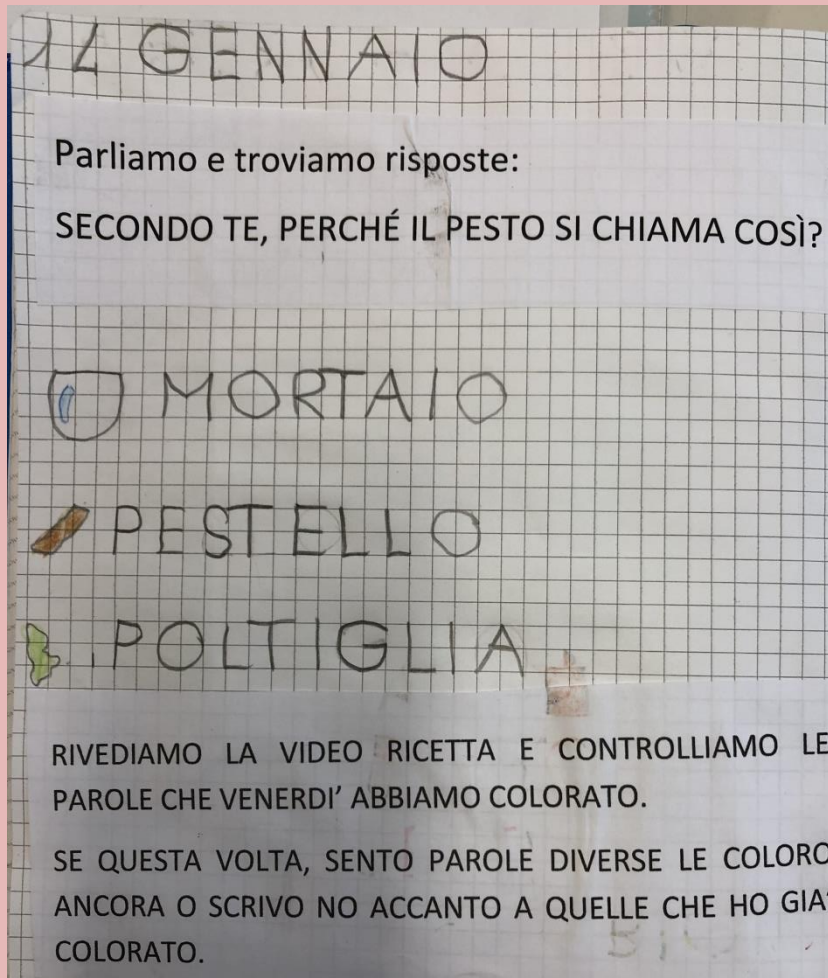 14 GENNAIO
Parliamo e troviamo risposte:
SECONDO TE, PERCHÉ IL PESTO SI CHIAMA COSÌ?
MORTAIO
PESTELLO
POLTIGLIA
RIVEDIAMO LA VIDEO RICETTA E CONTROLLIAMO LE
PAROLE CHE VENERDI’ ABBIAMO COLORATO.
SE QUESTA VOLTA, SENTO PAROLE DIVERSE LE COLORO
ANCORA O SCRIVO NO ACCANTO A QUELLE CHE HO GIA’
COLORATO.